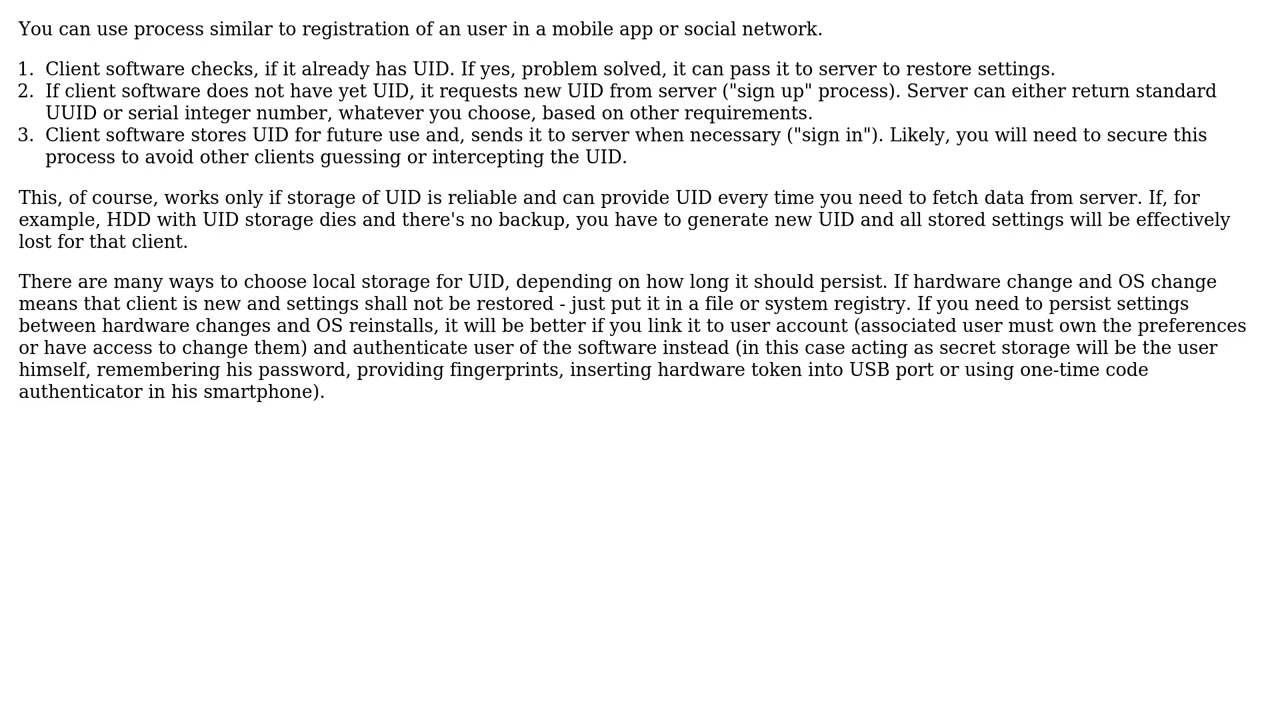 You can use process similar to registration of an user in a mobile app or social network.
1. Client software checks, if it already has UID. If yes, problem solved, it can pass it to server to restore settings.
2. If client software does not have yet UID, it requests new UID from server ("sign up" process). Server can either return standard
UUID or serial integer number, whatever you choose, based on other requirements.
3. Client software stores UID for future use and, sends it to server when necessary ("sign in"). Likely, you will need to secure this
process to avoid other clients guessing or intercepting the UID.
This, of course, works only if storage of UID is reliable and can provide UID every time you need to fetch data from server. If, for
example, HDD with UID storage dies and there's no backup, you have to generate new UID and all stored settings will be effectively
lost for that client.
There are many ways to choose local storage for UID, depending on how long it should persist. If hardware change and OS change
means that client is new and settings shall not be restored - just put it in a file or system registry. If you need to persist settings
between hardware changes and OS reinstalls, it will be better if you link it to user account (associated user must own the preferences
or have access to change them) and authenticate user of the software instead (in this case acting as secret storage will be the user
himself, remembering his password, providing fingerprints, inserting hardware token into USB port or using one-time code
authenticator in his smartphone).